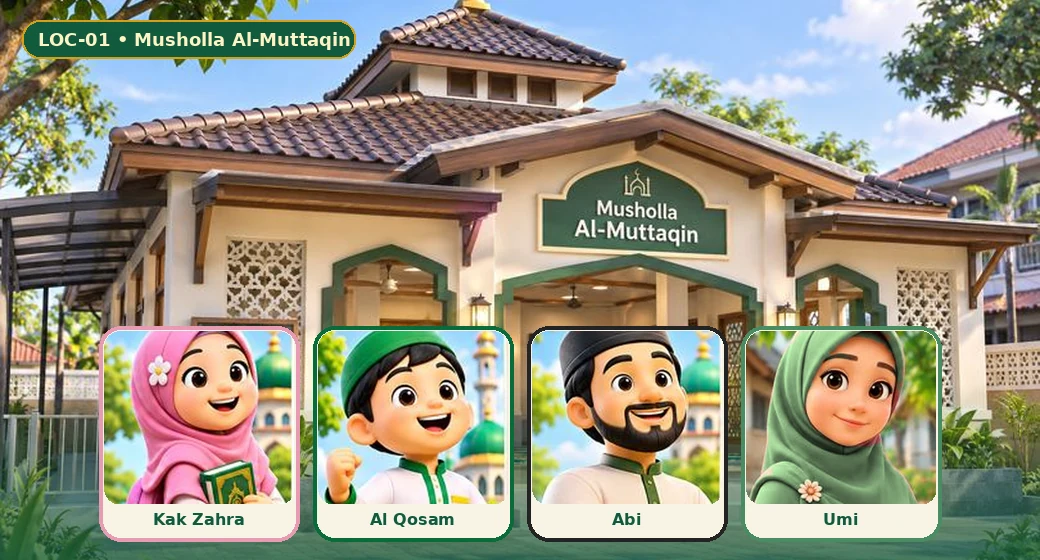 LOC-01 • Musholla Al-Muttaqin
Musholla
Al-Muttaqin
Kak Zahra
Al Qosam
Abi
Umi